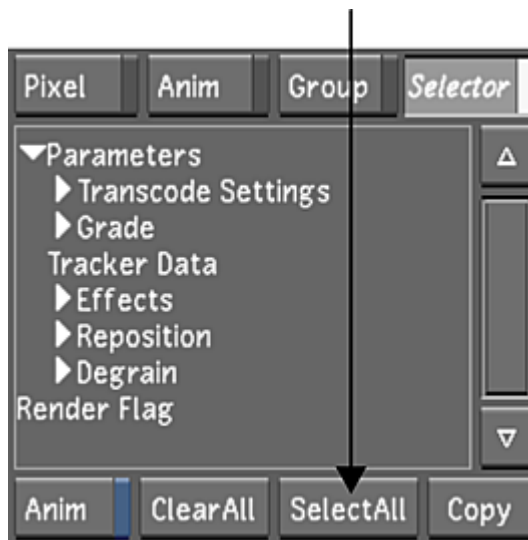 Pixel Anim Group Selector
Parameters
Transcode Settings
Grade
Tracker Data
Effects
Reposition
Degrain
Render Flag
Anim ClearAll SelectAll Copy